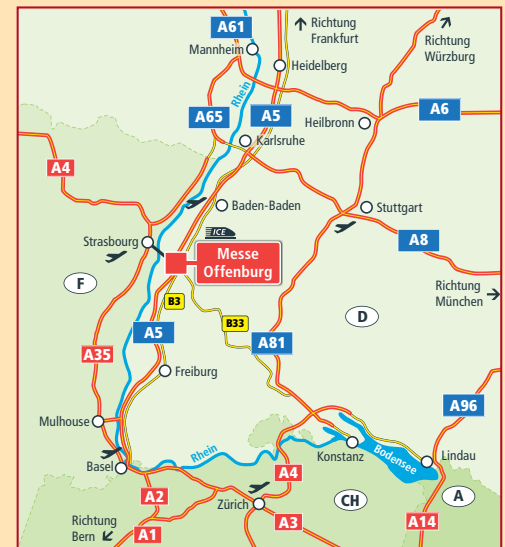 A61
Richtung
Frankfurt
Richtung
Würzburg
Mannheim
Heidelberg
Rhein
A65
A5
A6
Heilbronn
Karlsruhe
A4
Baden-Baden
Stuttgart
ICE
Strasbourg
Messe
Offenburg
A8
F
Richtung
München
B3
B33
D
A5
A81
A35
Freiburg
A96
Mulhouse
Rhein
Konstanz
Bodensee
Lindau
Basel
A4
A2
Zürich
CH
A
Richtung
Bern
A1
A3
A14